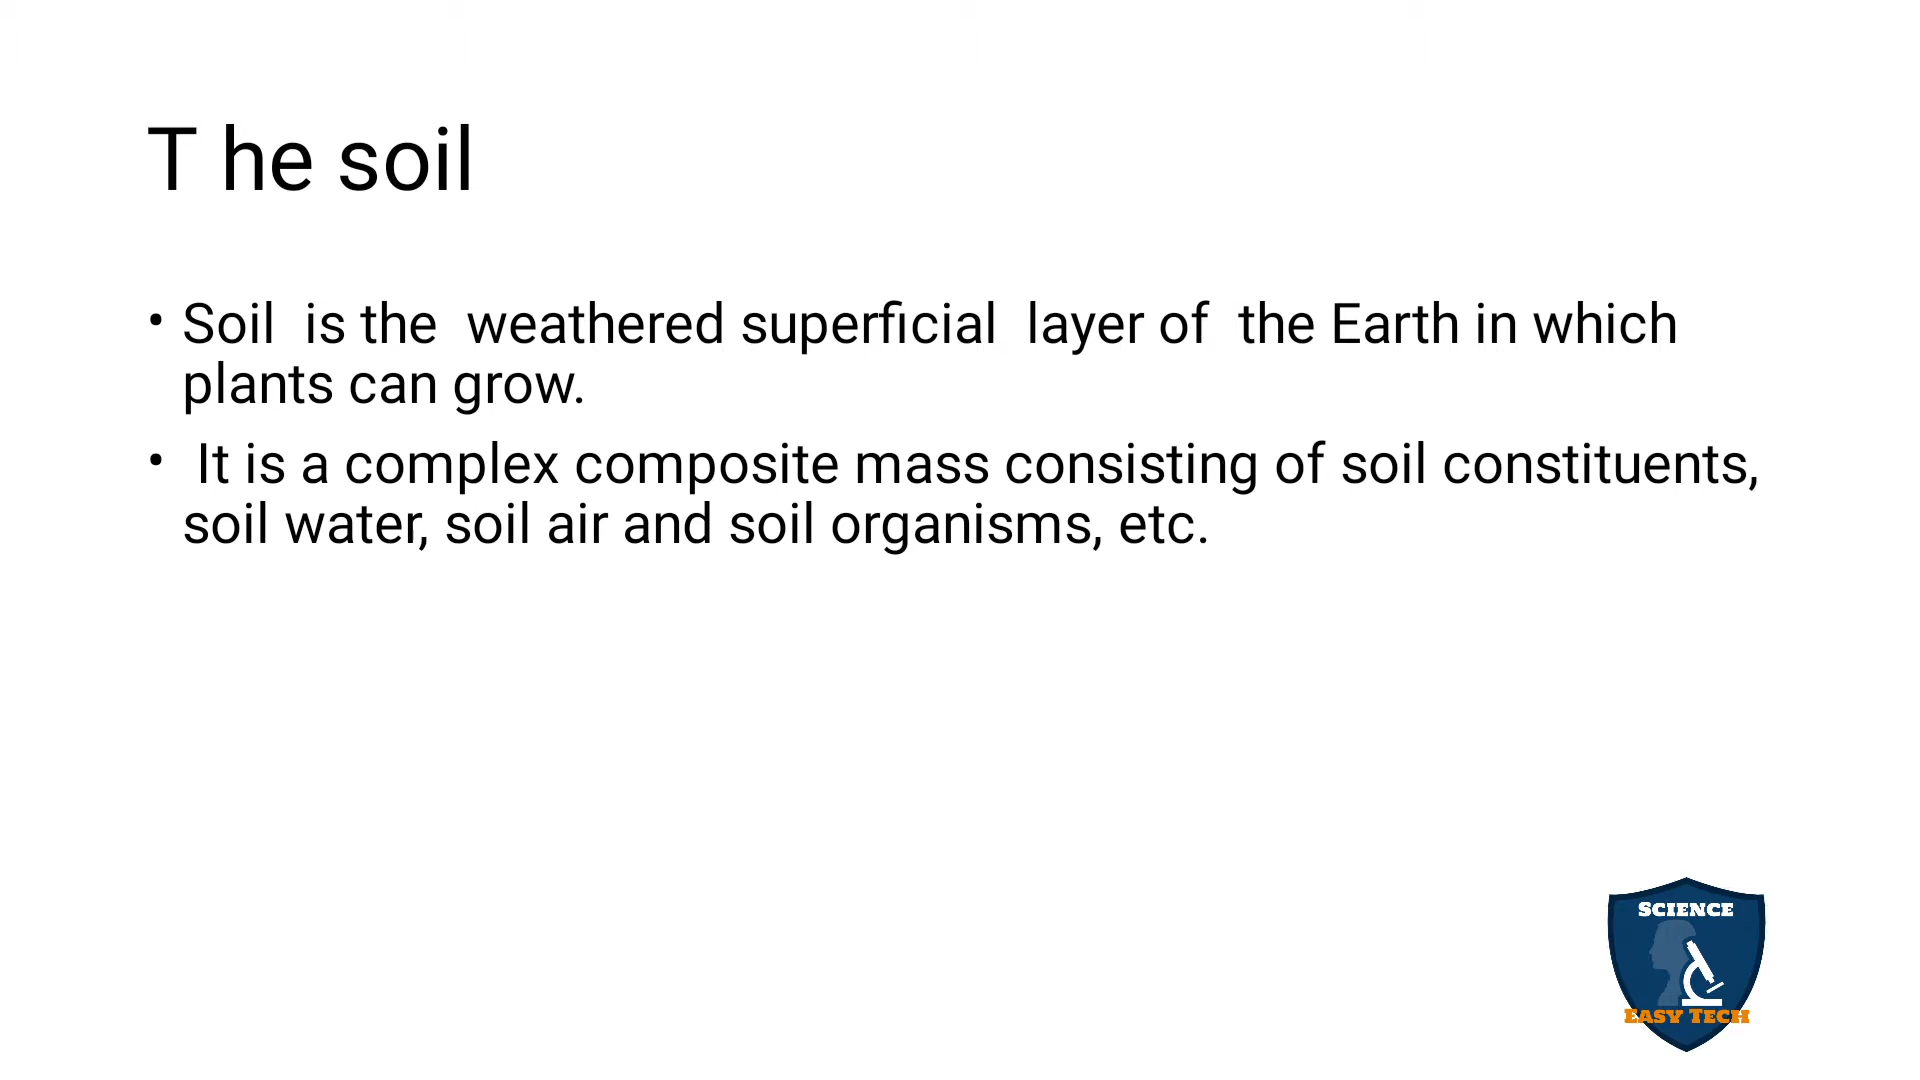 T he soil
• Soil  is the  weathered superficial  layer of  the Earth in which
plants can grow.
•  It is a complex composite mass consisting of soil constituents,
soil water, soil air and soil organisms, etc.
SCIENCE
EASY TECH